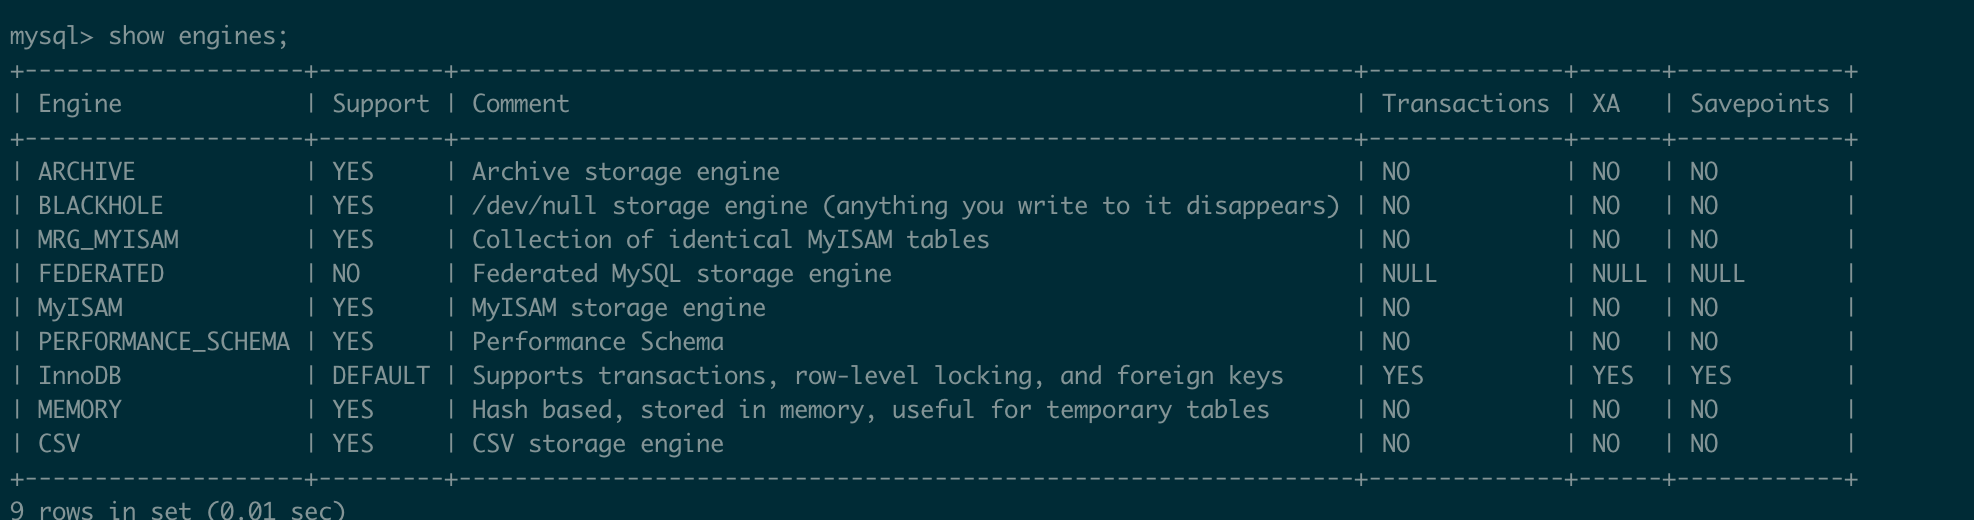 mysql> show engines;
+--------------------+---------+----------------------------------------------------------------+--------------+------+------------+
| Engine             | Support | Comment                                                        | Transactions | XA   | Savepoints |
+--------------------+---------+----------------------------------------------------------------+--------------+------+------------+
| ARCHIVE            | YES     | Archive storage engine                                         | NO           | NO   | NO         |
| BLACKHOLE          | YES     | /dev/null storage engine (anything you write to it disappears) | NO           | NO   | NO         |
| MRG_MYISAM         | YES     | Collection of identical MyISAM tables                          | NO           | NO   | NO         |
| FEDERATED          | NO      | Federated MySQL storage engine                                 | NULL         | NULL | NULL       |
| MyISAM             | YES     | MyISAM storage engine                                          | NO           | NO   | NO         |
| PERFORMANCE_SCHEMA | YES     | Performance Schema                                             | NO           | NO   | NO         |
| InnoDB             | DEFAULT | Supports transactions, row-level locking, and foreign keys     | YES          | YES  | YES        |
| MEMORY             | YES     | Hash based, stored in memory, useful for temporary tables      | NO           | NO   | NO         |
| CSV                | YES     | CSV storage engine                                             | NO           | NO   | NO         |
+--------------------+---------+----------------------------------------------------------------+--------------+------+------------+
9 rows in set (0.01 sec)